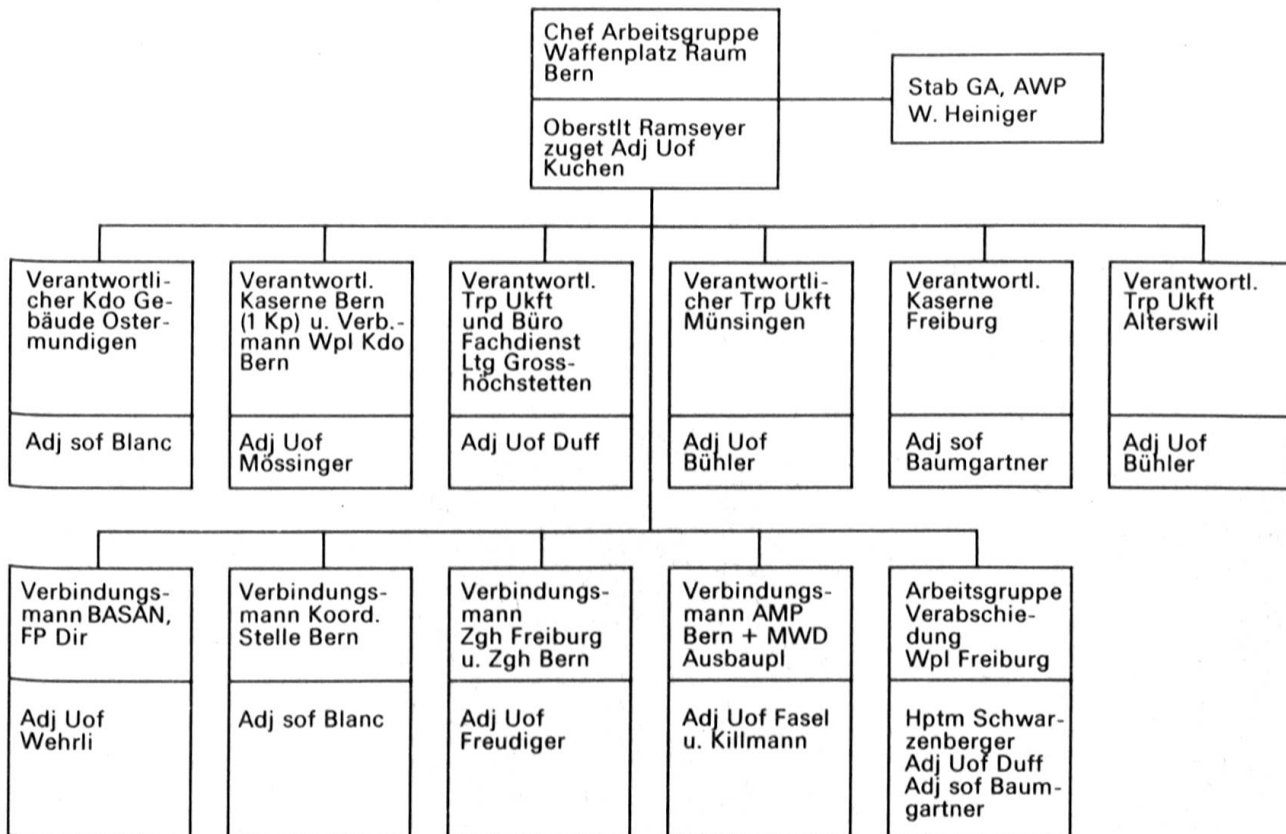 Chef Arbeitsgruppe
Waffenplatz Raum
Bern
Oberstlt Ramseyer
zuget Adj Uof
Kuchen
Stab GA, AWP
W. Heiniger
Verantwortli-
cher Kdo Ge-
bäude Oster-
mundigen
Adj sof Blanc
Verantwortl.
Kaserne Bern
(1 Kp) u. Verb.-
mann Wpl Kdo
Bern
Adj Uof
Mössinger
Verantwortl.
Trp Ukft
und Büro
Fachdienst
Ltg Gross-
höchstetten
Adj Uof Duff
Verantwortli-
cher Trp Ukft
Münsingen
Adj Uof
Bühler
Verantwortl.
Kaserne
Freiburg
Adj sof
Baumgartner
Verantwortl.
Trp Ukft
Alterswil
Adj Uof
Bühler
Verbindungs-
mann BASAN,
FP Dir
Adj Uof
Wehrli
Verbindungs-
mann Koord.
Stelle Bern
Adj sof Blanc
Verbindungs-
mann
Zgh Freiburg
u. Zgh Bern
Adj Uof
Freudiger
Verbindungs-
mann AMP
Bern + MWD
Ausbaupl
Adj Uof Fasel
u. Killmann
Arbeitsgruppe
Verabschie-
dung
Wpl Freiburg
Hptm Schwar-
zenberger
Adj Uof Duff
Adj sof Baum-
gartner